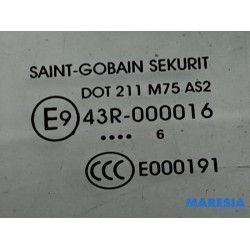 SAINT-GOBAIN SEKURIT
DOT 211 M75 AS2
E9 43R-000016
•••• 6
CCC E000191
MARESIA